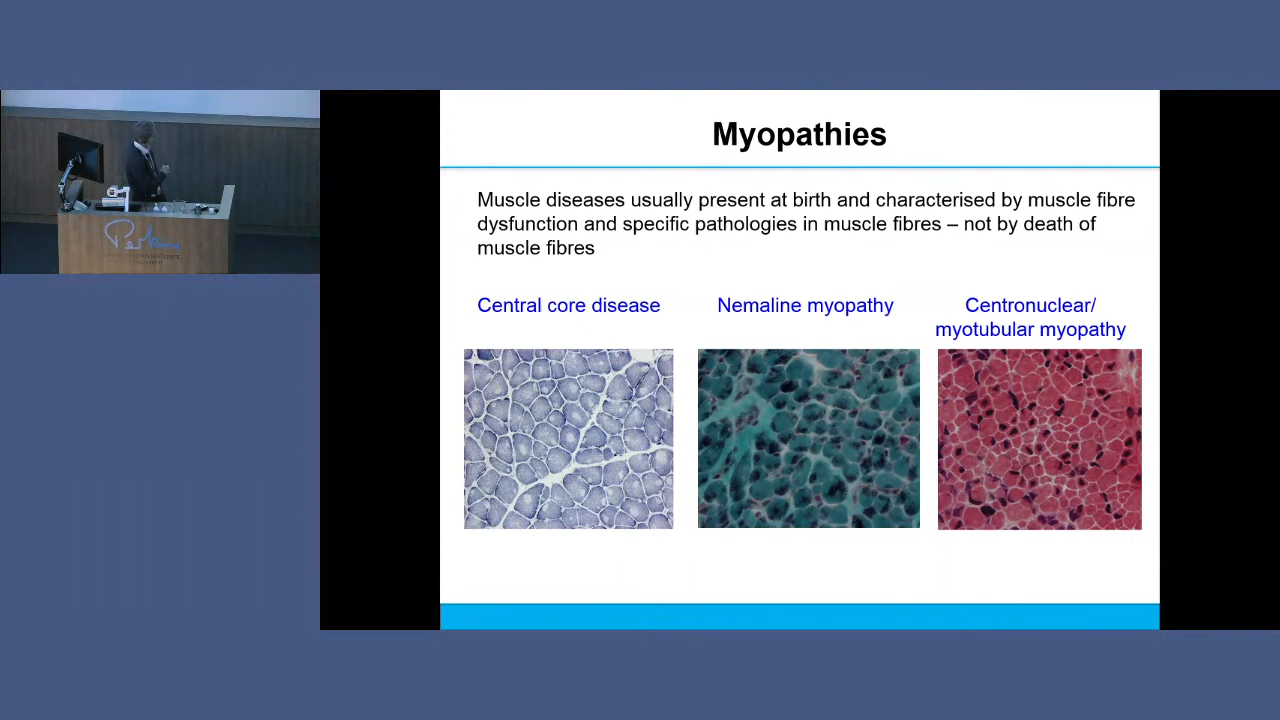 Myopathies
Muscle diseases usually present at birth and characterised by muscle fibre
dysfunction and specific pathologies in muscle fibres – not by death of
muscle fibres
Central core disease
Nemaline myopathy
Centronuclear/
myotubular myopathy
Perkins